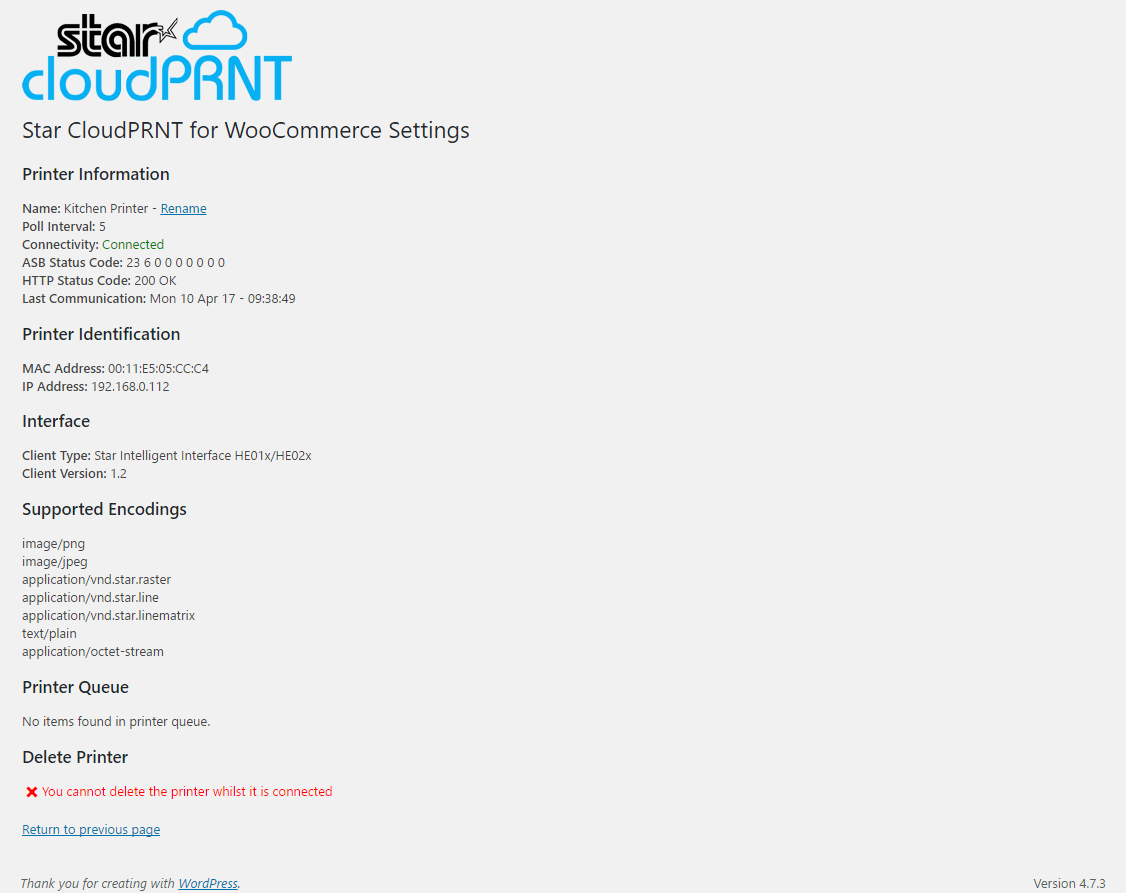 star
cloudPRNT
Star CloudPRNT for WooCommerce Settings
Printer Information
Name: Kitchen Printer - Rename
Poll Interval: 5
Connectivity: Connected
ASB Status Code: 23 6 0 0 0 0 0 0 0
HTTP Status Code: 200 OK
Last Communication: Mon 10 Apr 17 - 09:38:49
Printer Identification
MAC Address: 00:11:E5:05:CC:C4
IP Address: 192.168.0.112
Interface
Client Type: Star Intelligent Interface HE01x/HE02x
Client Version: 1.2
Supported Encodings
image/png
image/jpeg
application/vnd.star.raster
application/vnd.star.line
application/vnd.star.linematrix
text/plain
application/octet-stream
Printer Queue
No items found in printer queue.
Delete Printer
You cannot delete the printer whilst it is connected
Return to previous page
Thank you for creating with WordPress. Version 4.7.3